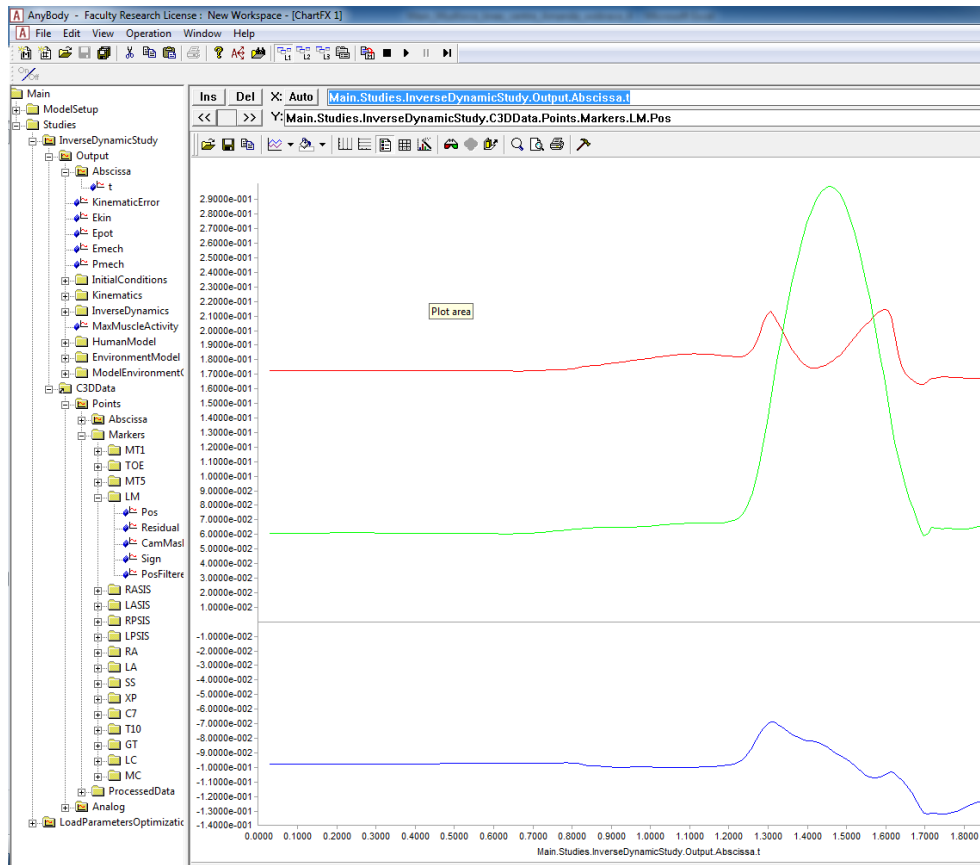 AnyBody - Faculty Research License : New Workspace - [ChartFX 1]
File Edit View Operation Window Help
On/Off
Ins Del X: Auto Main.Studies.InverseDynamicStudy.Output.Abscissa.t
<< >> Y: Main.Studies.InverseDynamicStudy.C3DData.Points.Markers.LM.Pos
Main
ModelSetup
Studies
InverseDynamicStudy
Output
Abscissa
t
KinematicError
Ekin
Epot
Emech
Pmech
InitialConditions
Kinematics
InverseDynamics
MaxMuscleActivity
HumanModel
EnvironmentModel
ModelEnvironmentC
C3DData
Points
Abscissa
Markers
MT1
TOE
MT5
LM
Pos
Residual
CamMasl
Sign
PosFiltere
RASIS
LASIS
RPSIS
LPSIS
RA
LA
SS
XP
C7
T10
GT
LC
MC
ProcessedData
Analog
LoadParametersOptimizatio
2.9000e-001
2.8000e-001
2.7000e-001
2.6000e-001
2.5000e-001
2.4000e-001
2.3000e-001
2.2000e-001
2.1000e-001
2.0000e-001
1.9000e-001
1.8000e-001
1.7000e-001
1.6000e-001
1.5000e-001
1.4000e-001
1.3000e-001
1.2000e-001
1.1000e-001
1.0000e-001
9.0000e-002
8.0000e-002
7.0000e-002
6.0000e-002
5.0000e-002
4.0000e-002
3.0000e-002
2.0000e-002
1.0000e-002
-1.0000e-002
-2.0000e-002
-3.0000e-002
-4.0000e-002
-5.0000e-002
-6.0000e-002
-7.0000e-002
-8.0000e-002
-9.0000e-002
-1.0000e-001
-1.1000e-001
-1.2000e-001
-1.3000e-001
-1.4000e-001
Plot area
0.0000 0.1000 0.2000 0.3000 0.4000 0.5000 0.6000 0.7000 0.8000 0.9000 1.0000 1.1000 1.2000 1.3000 1.4000 1.5000 1.6000 1.7000 1.8000
Main.Studies.InverseDynamicStudy.Output.Abscissa.t